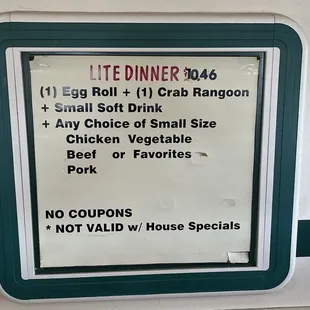 LITE DINNER $10.46
(1) Egg Roll + (1) Crab Rangoon
+ Small Soft Drink
+ Any Choice of Small Size
Chicken Vegetable
Beef or Favorites
Pork
NO COUPONS
* NOT VALID w/ House Specials